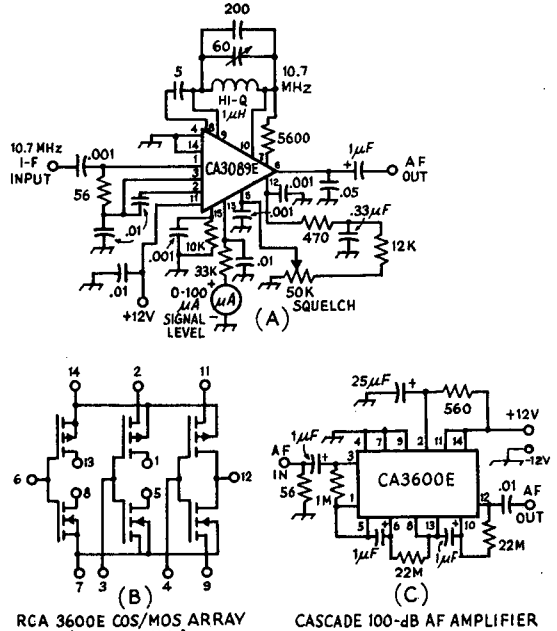 200
60
5
HI-Q
1μH
10.7
MHz
4
8
9
14
10
7
5600
10.7 MHz
I-F
INPUT
.001
1
CA3089E
6
1μF
+
AF
OUT
56
3
2
11
12
.001
.05
15
13
5
.01
.001
10K
.001
470
.33μF
12K
.01
33K
.01
+12V
0-100
μA
SIGNAL
LEVEL
+
μA
-
50K
SQUELCH
(A)
14
2
11
6
13
1
12
8
5
7
3
4
9
(B)
RCA 3600E COS/MOS ARRAY
25μF
+
560
+12V
-12V
1μF
+
AF
IN
56
1M
4
7
9
2
11
14
3
CA3600E
1
12
.01
AF
OUT
5
6
8
13
10
1μF
+
22M
1μF
+
22M
(C)
CASCADE 100-dB AF AMPLIFIER